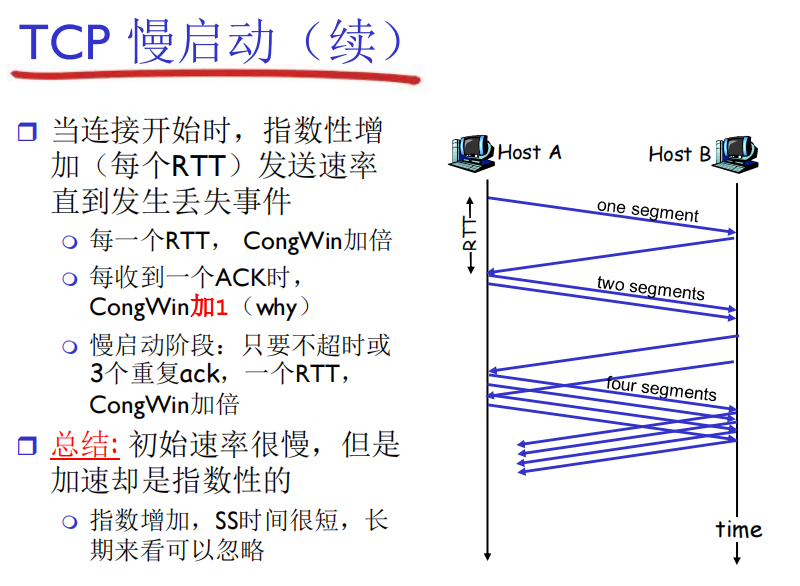 TCP 慢启动（续）
当连接开始时，指数性增
加（每个RTT）发送速率
直到发生丢失事件
每一个RTT， CongWin加倍
每收到一个ACK时，
CongWin加1（why）
慢启动阶段：只要不超时或
3个重复ack，一个RTT，
CongWin加倍
总结: 初始速率很慢，但是
加速却是指数性的
指数增加，SS时间很短，长
期来看可以忽略
Host A
Host B
RTT
one segment
two segments
four segments
time